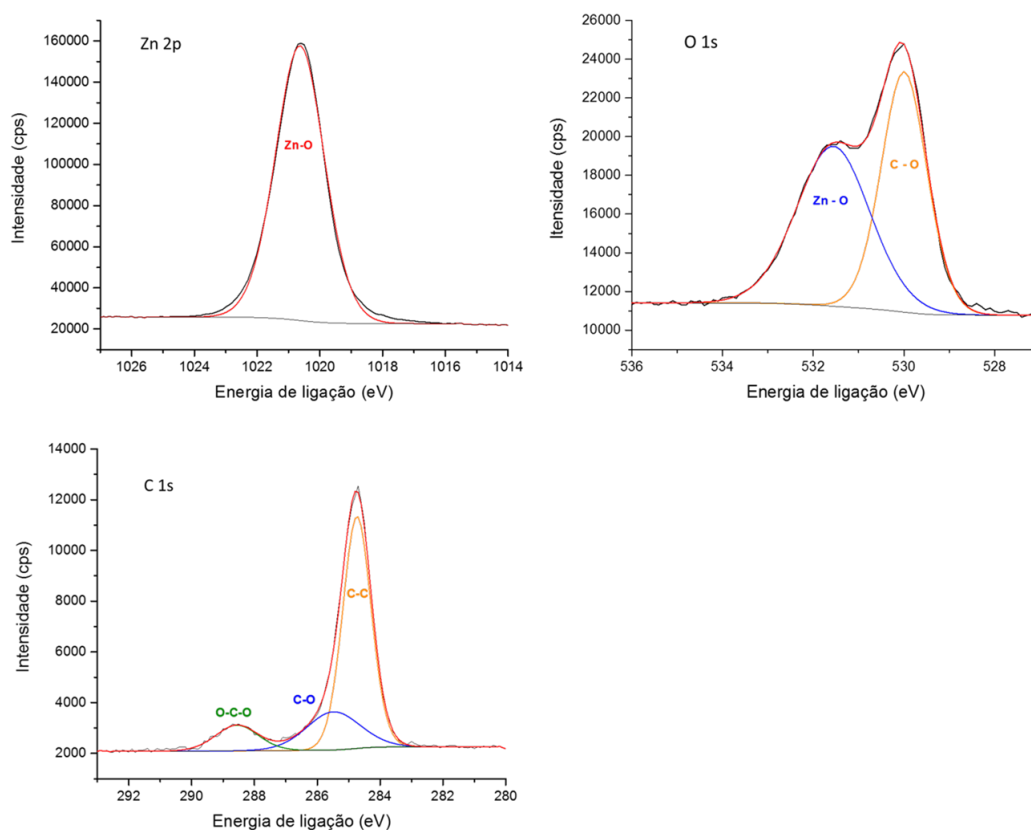 Zn 2p
Zn-O
Intensidade (cps)
160000
140000
120000
100000
80000
60000
40000
20000
1026 1024 1022 1020 1018 1016 1014
Energia de ligação (eV)
O 1s
C - O
Zn - O
Itensidade (cps)
26000
24000
22000
20000
18000
16000
14000
12000
10000
536 534 532 530 528
Energia de ligação (eV)
C 1s
C-C
C-O
O-C-O
Intensidade (cps)
14000
12000
10000
8000
6000
4000
2000
292 290 288 286 284 282 280
Energia de ligação (eV)